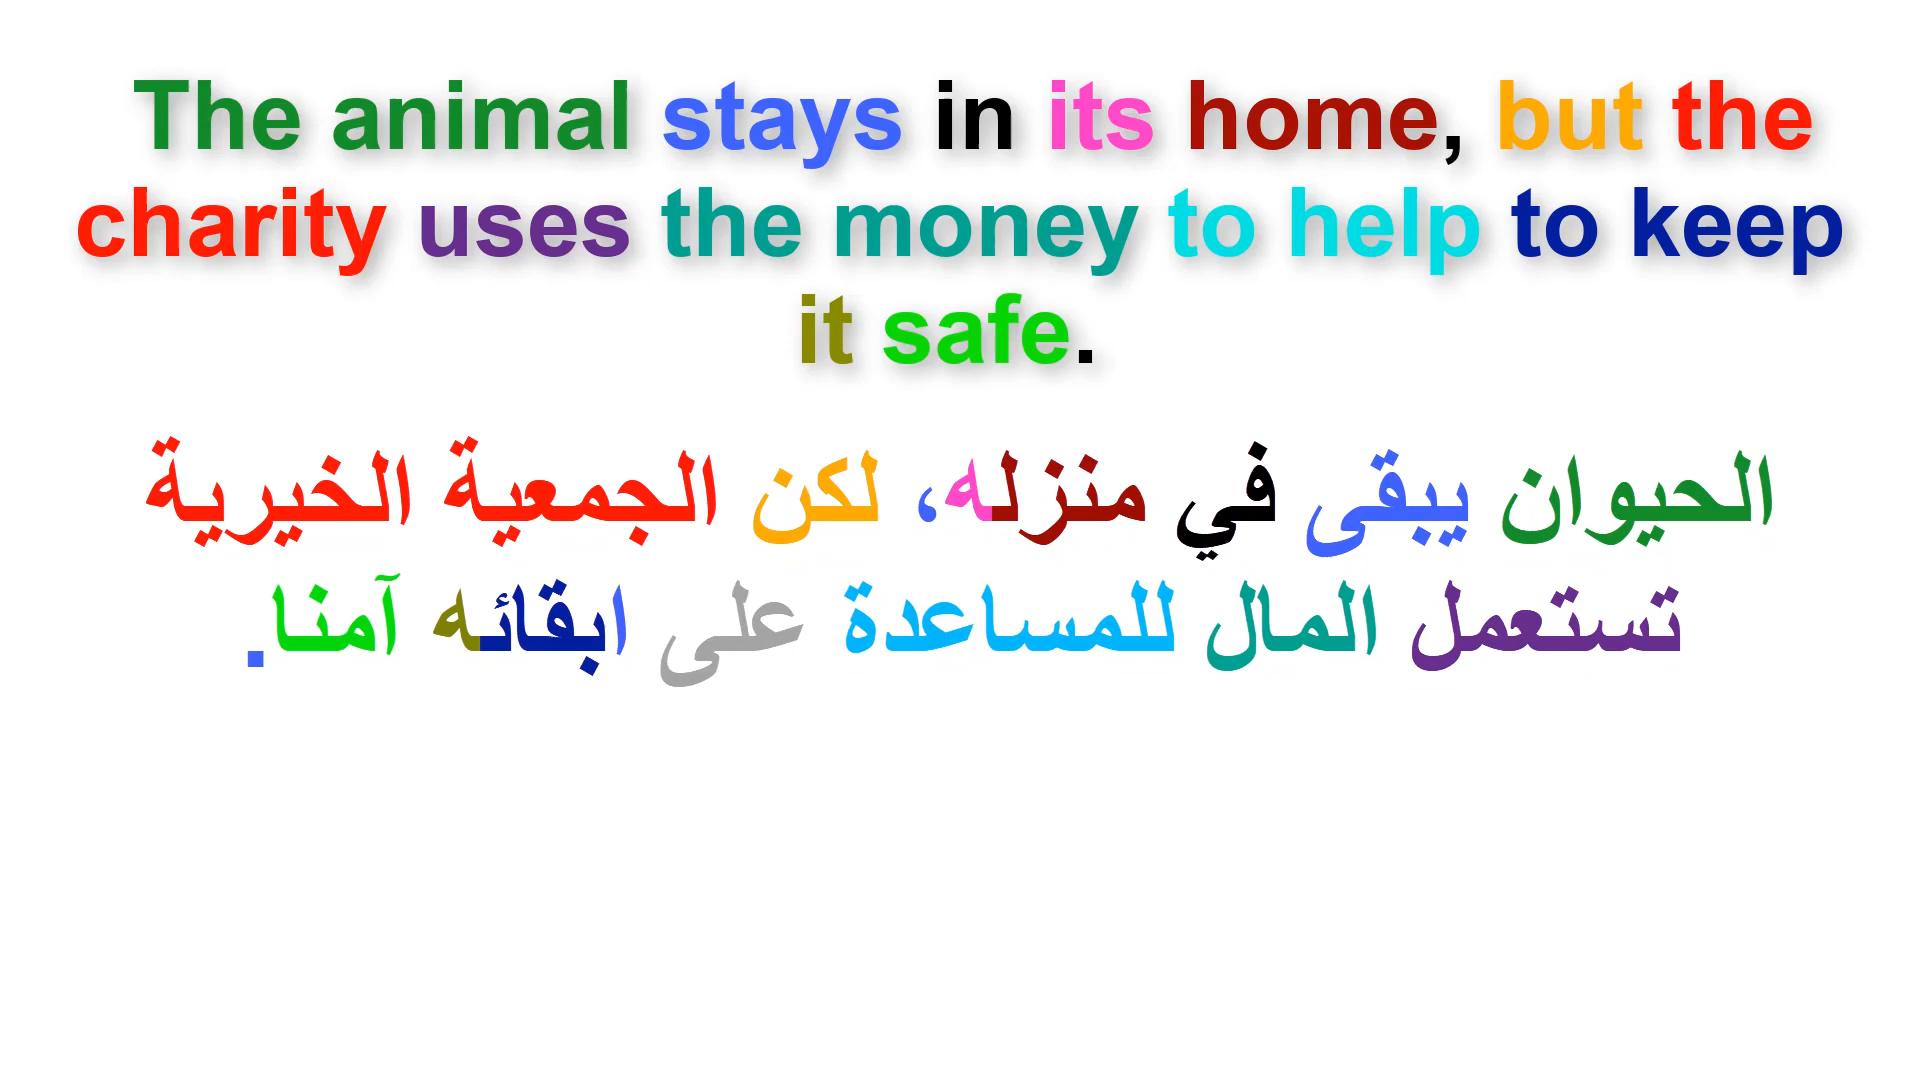 The animal stays in its home, but the
charity uses the money to help to keep
it safe.
الحيوان يبقى في منزله، لكن الجمعية الخيرية
تستعمل المال للمساعدة على ابقائه آمنا.